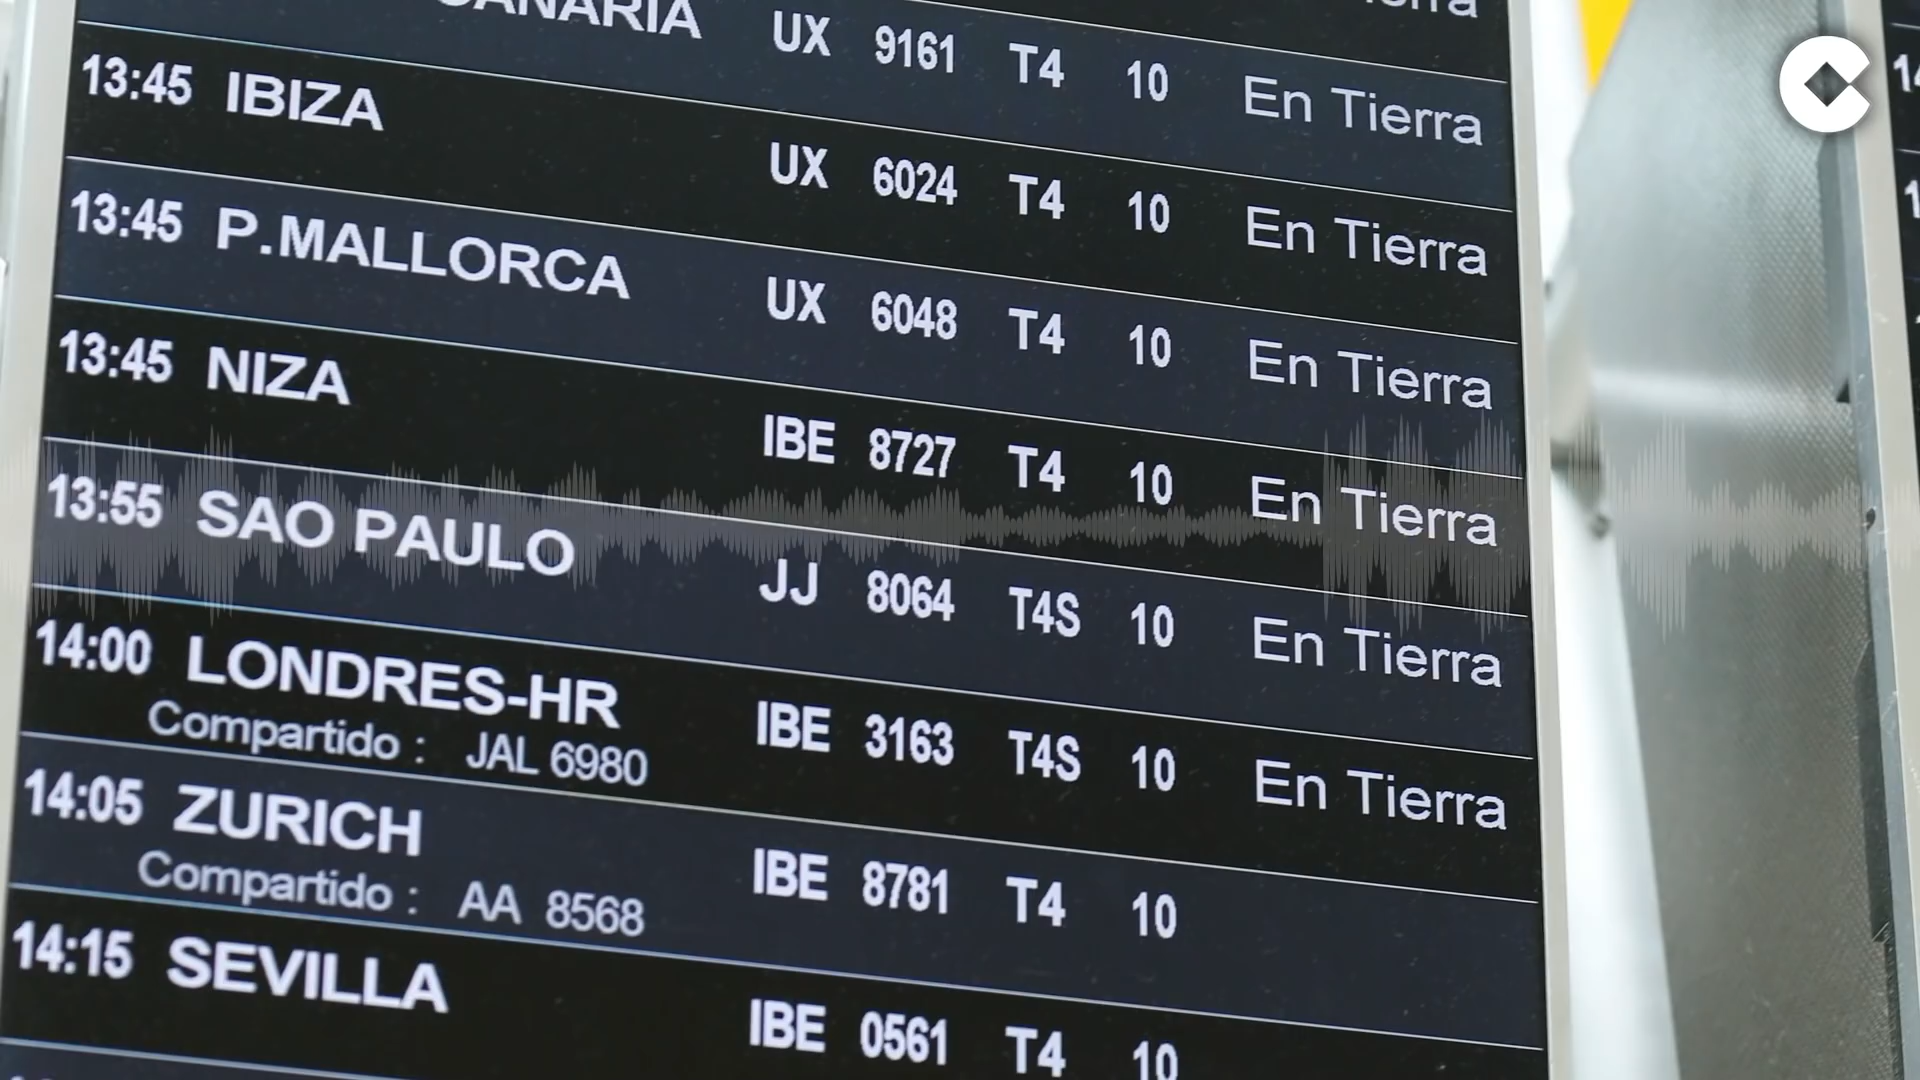 CANARIA UX 9161 T4 10 En Tierra
13:45 IBIZA UX 6024 T4 10 En Tierra
13:45 P.MALLORCA UX 6048 T4 10 En Tierra
13:45 NIZA IBE 8727 T4 10 En Tierra
13:55 SAO PAULO JJ 8064 T4S 10 En Tierra
14:00 LONDRES-HR IBE 3163 T4S 10 En Tierra
Compartido : JAL 6980
14:05 ZURICH IBE 8781 T4 10
Compartido : AA 8568
14:15 SEVILLA IBE 0561 T4 10